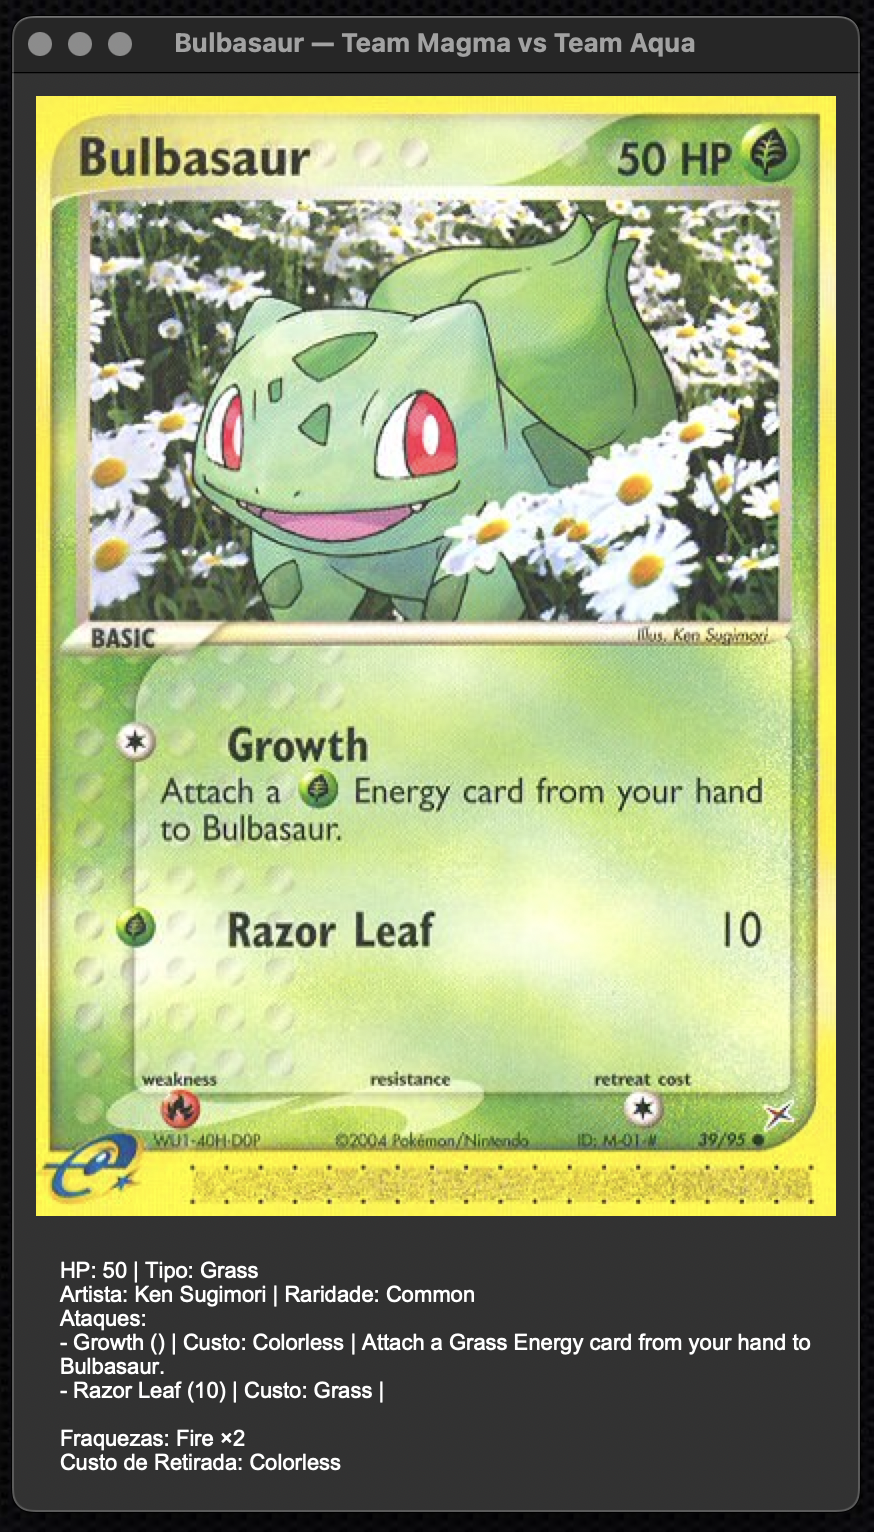 Bulbasaur — Team Magma vs Team Aqua
Bulbasaur 50 HP
BASIC
Illus. Ken Sugimori
Growth
Attach a Energy card from your hand
to Bulbasaur.
Razor Leaf 10
weakness resistance retreat cost
WU1-40H-D0P ©2004 Pokémon/Nintendo ID: M-01-# 39/95
e
HP: 50 | Tipo: Grass
Artista: Ken Sugimori | Raridade: Common
Ataques:
- Growth () | Custo: Colorless | Attach a Grass Energy card from your hand to
Bulbasaur.
- Razor Leaf (10) | Custo: Grass |
Fraquezas: Fire ×2
Custo de Retirada: Colorless